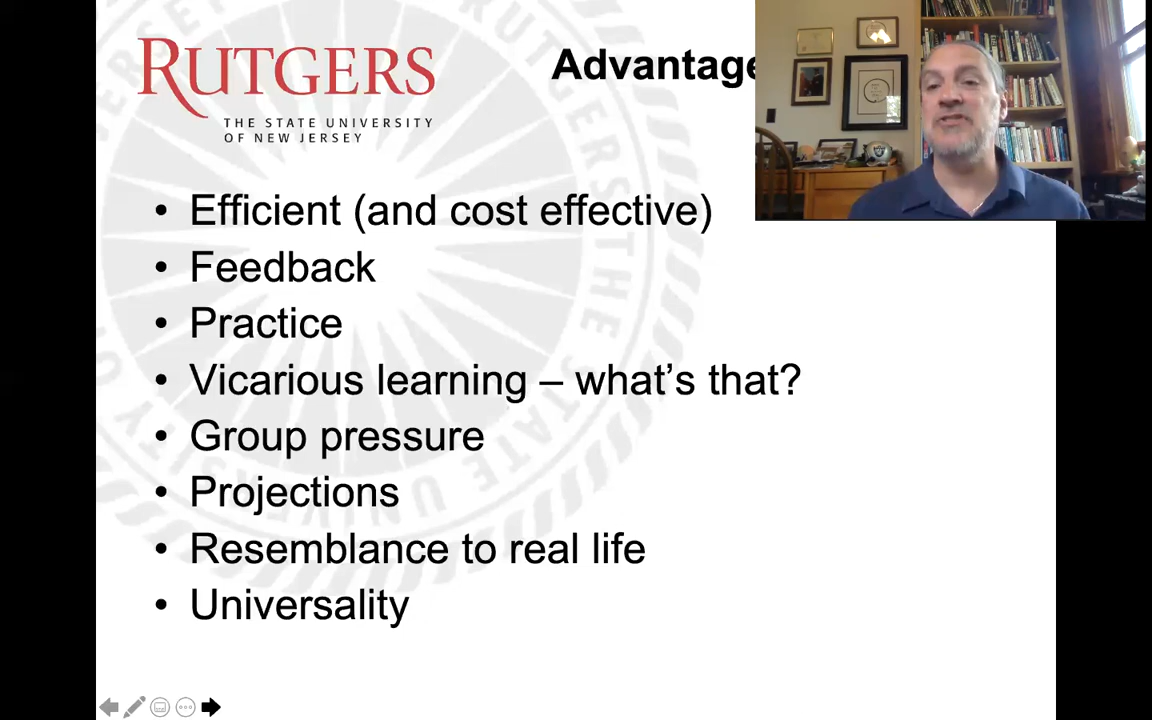 RUTGERS
THE STATE UNIVERSITY
OF NEW JERSEY
• Efficient (and cost effective)
• Feedback
• Practice
• Vicarious learning – what’s that?
• Group pressure
• Projections
• Resemblance to real life
• Universality